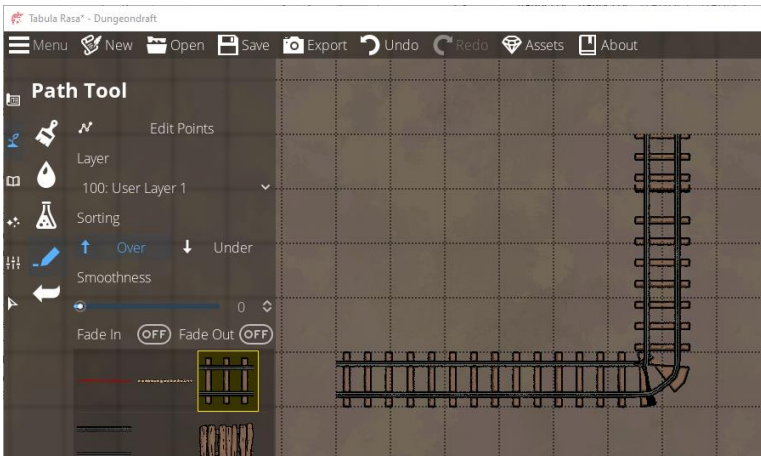 Tabula Rasa* - Dungeondraft
Menu New Open Save Export Undo Redo Assets About
Path Tool
Edit Points
Layer
100: User Layer 1
Sorting
Over Under
Smoothness
0
Fade In OFF Fade Out OFF